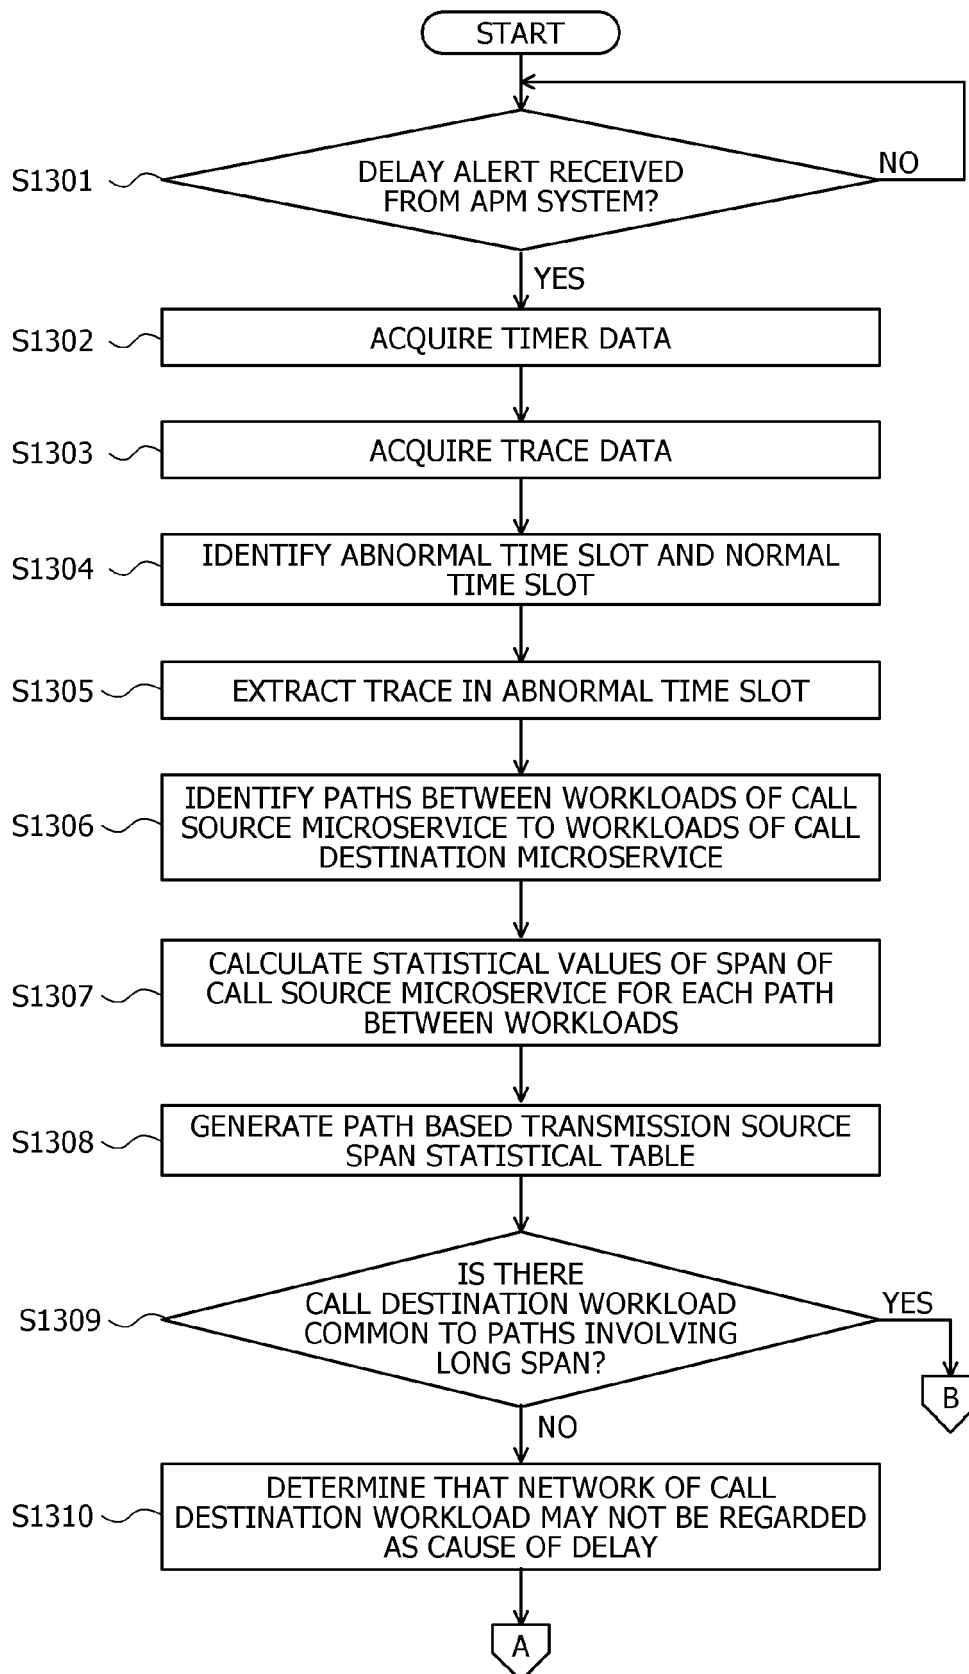 START
S1301
DELAY ALERT RECEIVED
FROM APM SYSTEM?
NO
YES
S1302
ACQUIRE TIMER DATA
S1303
ACQUIRE TRACE DATA
S1304
IDENTIFY ABNORMAL TIME SLOT AND NORMAL
TIME SLOT
S1305
EXTRACT TRACE IN ABNORMAL TIME SLOT
S1306
IDENTIFY PATHS BETWEEN WORKLOADS OF CALL
SOURCE MICROSERVICE TO WORKLOADS OF CALL
DESTINATION MICROSERVICE
S1307
CALCULATE STATISTICAL VALUES OF SPAN OF
CALL SOURCE MICROSERVICE FOR EACH PATH
BETWEEN WORKLOADS
S1308
GENERATE PATH BASED TRANSMISSION SOURCE
SPAN STATISTICAL TABLE
S1309
IS THERE
CALL DESTINATION WORKLOAD
COMMON TO PATHS INVOLVING
LONG SPAN?
YES
B
NO
S1310
DETERMINE THAT NETWORK OF CALL
DESTINATION WORKLOAD MAY NOT BE REGARDED
AS CAUSE OF DELAY
A